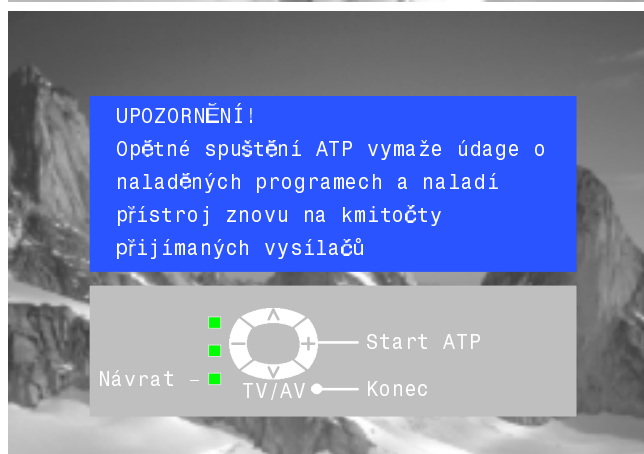 UPOZORNĚNÍ!
Opětné spuštění ATP vymaže údage o
naladěných programech a naladí
přístroj znovu na kmitočty
přijímaných vysílačů
Start ATP
Návrat –
TV/AV
Konec